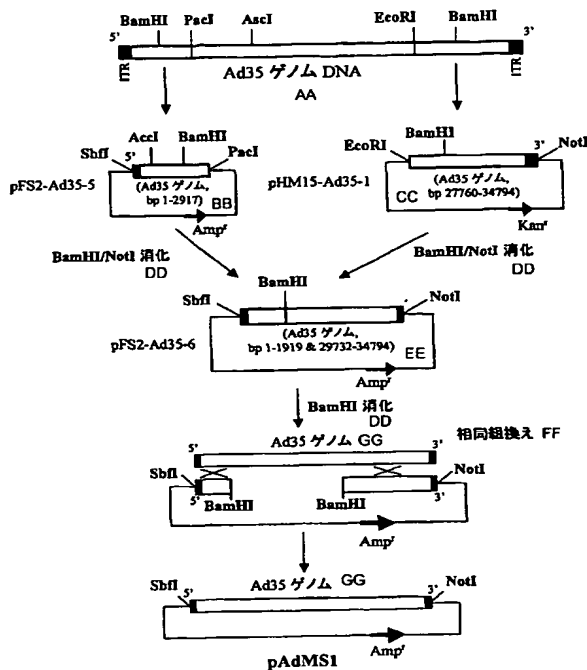 BamHI PacI AscI EcoRI BamHI
5' 3'
ITR ITR
Ad35 ゲノム DNA
AA
AccI BamHI
SbfI 5' PacI
pFS2-Ad35-5
(Ad35 ゲノム,
bp 1-2917)
BB
Ampʳ
BamHI
EcoRI 3' NotI
pHM15-Ad35-1
(Ad35 ゲノム,
bp 27760-34794)
CC
Kanʳ
BamHI/NotI 消化
DD
BamHI/NotI 消化
DD
BamHI
SbfI NotI
pFS2-Ad35-6
(Ad35 ゲノム,
bp 1-1919 & 29732-34794)
EE
Ampʳ
BamHI 消化
DD
5' Ad35 ゲノム GG 3'
相同組換え FF
SbfI NotI
5' BamHI BamHI 3'
Ampʳ
SbfI Ad35 ゲノム GG NotI
5' 3'
Ampʳ
pAdMS1